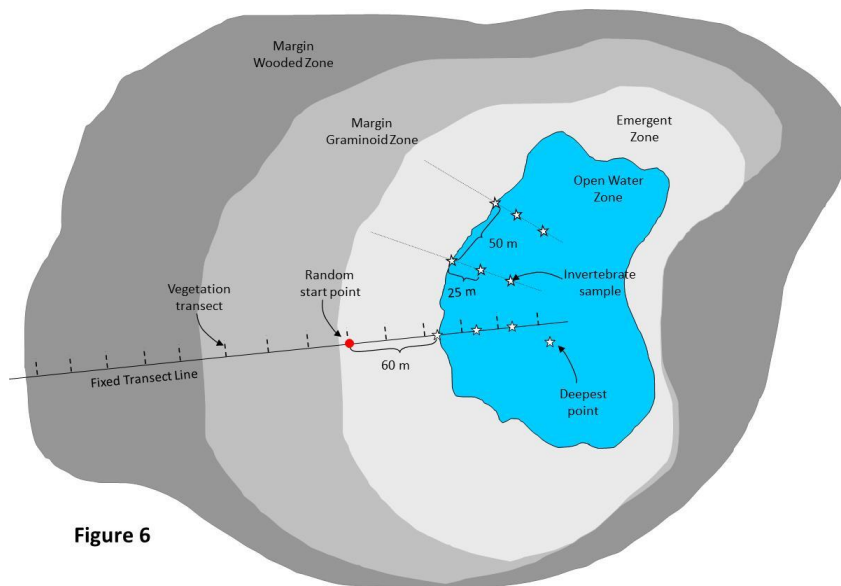 Margin
Wooded Zone
Margin
Graminoid Zone
Emergent
Zone
Open Water
Zone
50 m
Vegetation
transect
Random
start point
25 m
Invertebrate
sample
60 m
Fixed Transect Line
Deepest
point
Figure 6